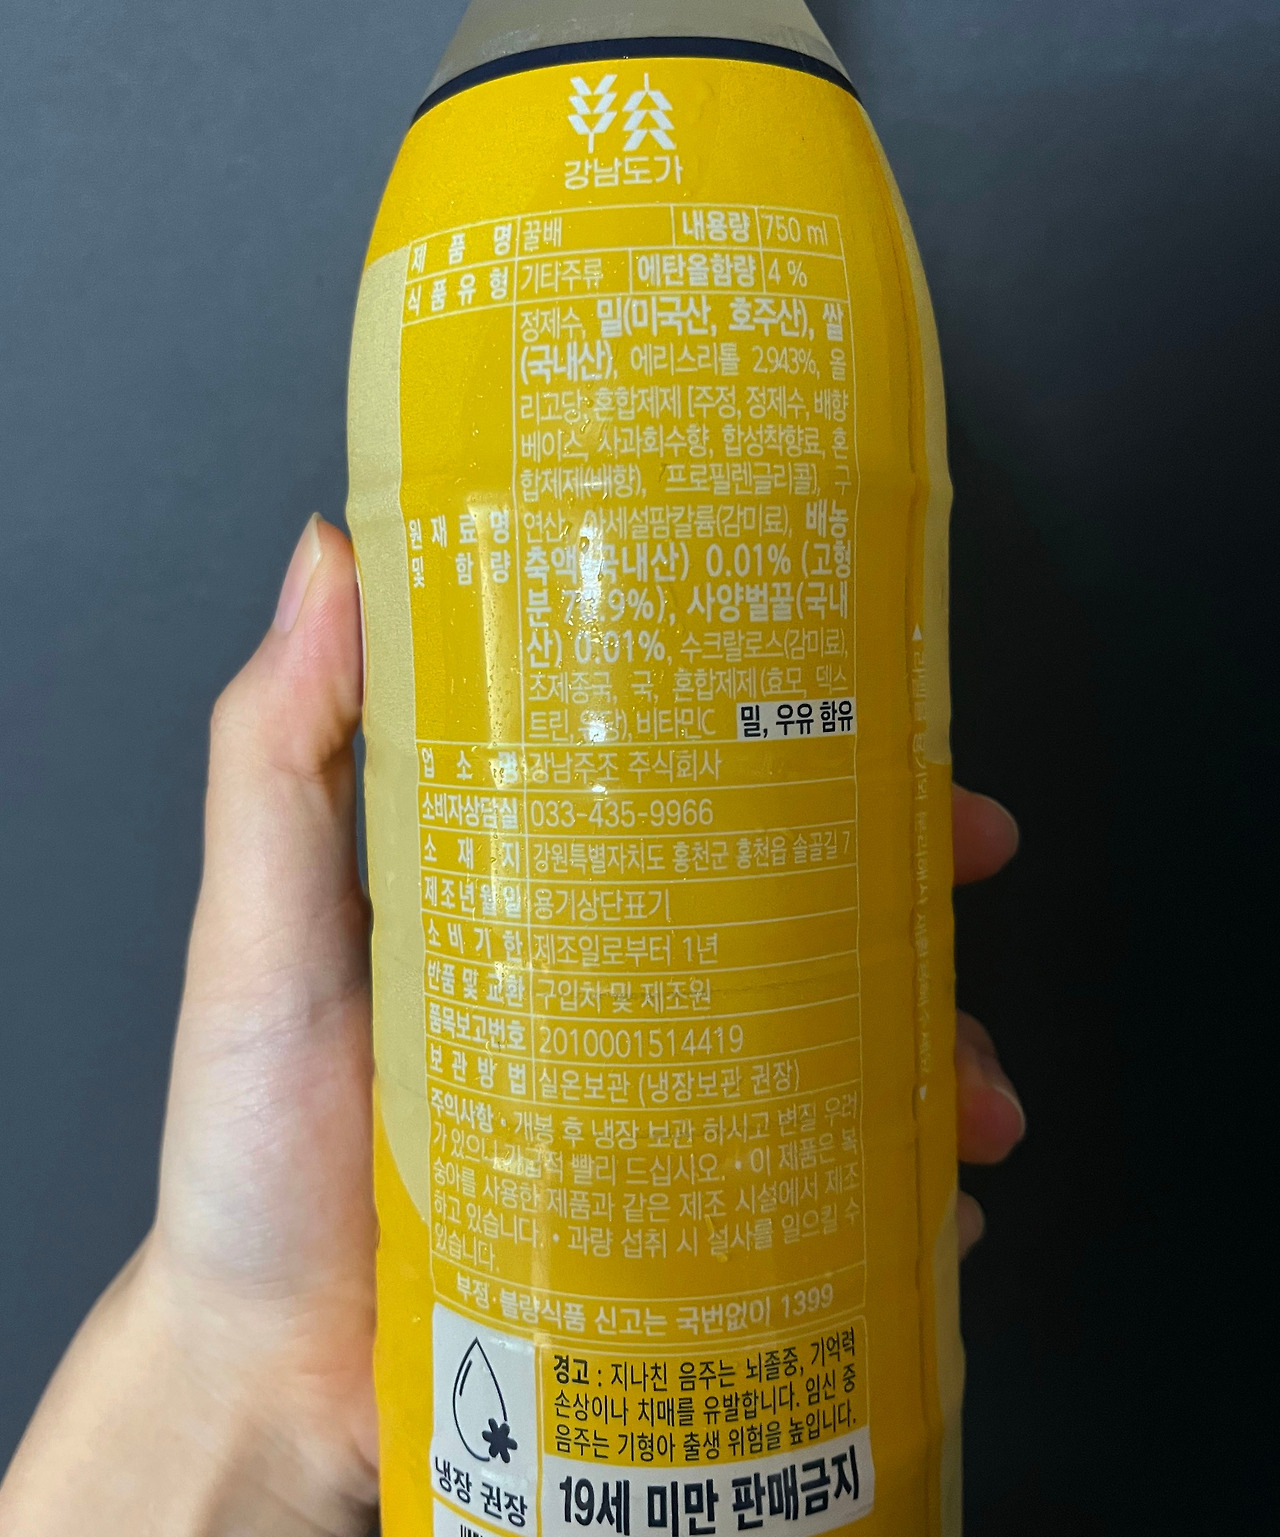 강남도가
제품명 꿀배 내용량 750 ml
식품유형 기타주류 에탄올함량 4 %
정제수, 밀(미국산, 호주산), 쌀
(국내산), 에리스리톨 2.943%, 올
리고당, 혼합제제 [주정, 정제수, 배향
베이스, 사과회수향, 합성착향료, 혼
합제제(배향), 프로필렌글리콜], 구
원재료명 연산, 아세설팜칼륨(감미료), 배농
및 함량 축액(국내산) 0.01% (고형
분 %), 사양벌꿀(국내
산) 0.01%, 수크랄로스(감미료),
조제종국, 국, 혼합제제(효모, 덱스
트린, 비타민C 밀, 우유 함유
업소명 강남주조 주식회사
소비자상담실 033-435-9966
소재지 강원특별자치도 홍천군 홍천읍 솔골길 7
제조년월일 용기상단표기
소비기한 제조일로부터 1년
반품 및 교환 구입처 및 제조원
품목보고번호 2010001514419
보관방법 실온보관 (냉장보관 권장)
주의사항 • 개봉 후 냉장 보관 하시고 변질 우려
가 있으니 가급적 빨리 드십시오. • 이 제품은 복
숭아를 사용한 제품과 같은 제조 시설에서 제조
하고 있습니다. • 과량 섭취 시 설사를 일으킬 수
있습니다.
부정·불량식품 신고는 국번없이 1399
경고 : 지나친 음주는 뇌졸중, 기억력
손상이나 치매를 유발합니다. 임신 중
음주는 기형아 출생 위험을 높입니다.
냉장 권장
19세 미만 판매금지